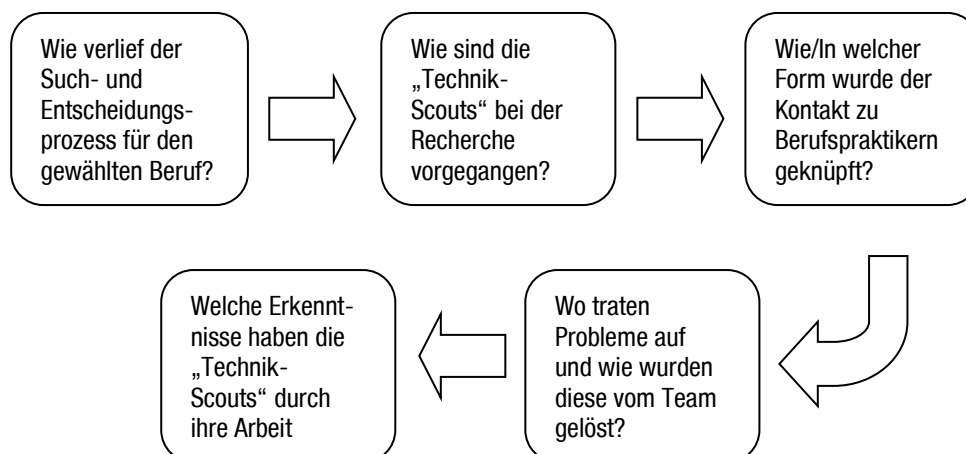 Wie verlief der
Such- und
Entscheidungs-
prozess für den
gewählten Beruf?
Wie sind die
„Technik-
Scouts“ bei der
Recherche
vorgegangen?
Wie/In welcher
Form wurde der
Kontakt zu
Berufspraktikern
geknüpft?
Wo traten
Probleme auf
und wie wurden
diese vom Team
gelöst?
Welche Erkennt-
nisse haben die
„Technik-
Scouts“ durch
ihre Arbeit